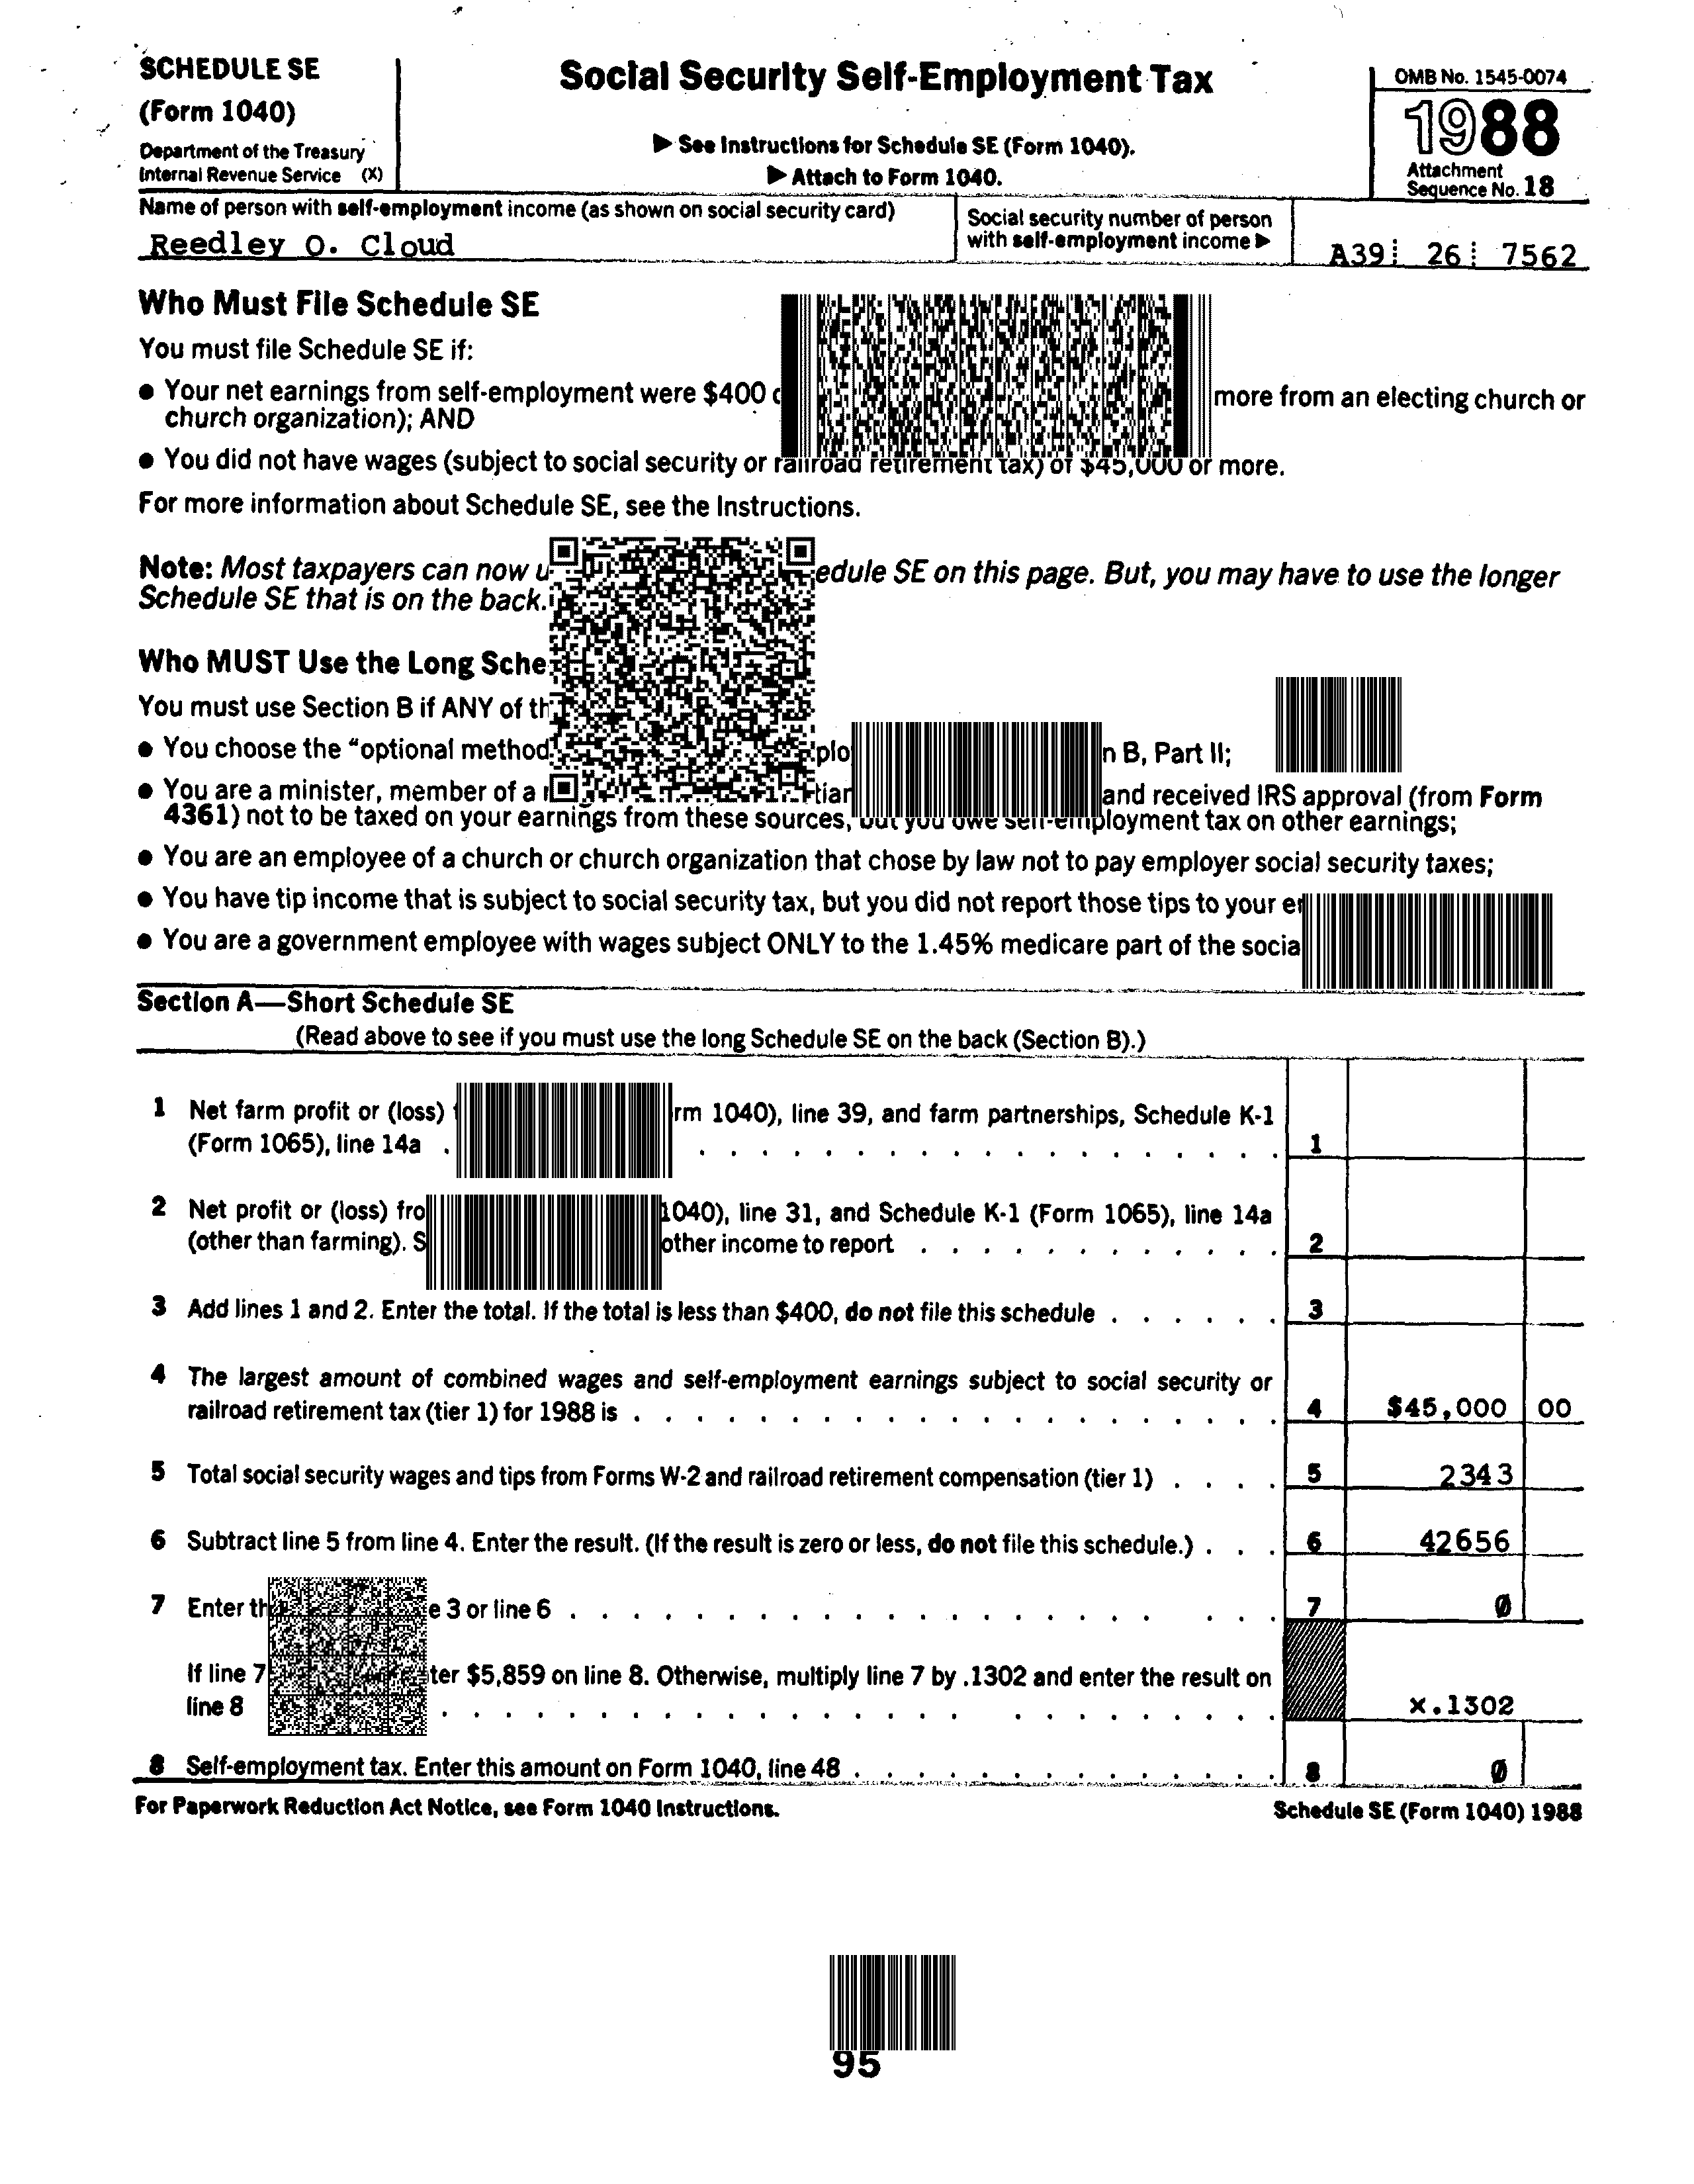 SCHEDULE SE
(Form 1040)
Department of the Treasury
Internal Revenue Service (X)
Social Security Self-Employment Tax
▶ See Instructions for Schedule SE (Form 1040).
▶ Attach to Form 1040.
OMB No. 1545-0074
1988
Attachment
Sequence No. 18
Name of person with self-employment income (as shown on social security card)
Reedley O. Cloud
Social security number of person
with self-employment income ▶
A39 26 7562
Who Must File Schedule SE
You must file Schedule SE if:
● Your net earnings from self-employment were $400 more from an electing church or
church organization); AND
● You did not have wages (subject to social security or railroad retirement tax) of $45,000 or more.
For more information about Schedule SE, see the Instructions.
Note: Most taxpayers can now edule SE on this page. But, you may have to use the longer
Schedule SE that is on the back.
Who MUST Use the Long Sche
You must use Section B if ANY of th
● You choose the "optional method plo n B, Part II;
● You are a minister, member of a tian and received IRS approval (from Form
4361) not to be taxed on your earnings from these sources, but you owe self-employment tax on other earnings;
● You are an employee of a church or church organization that chose by law not to pay employer social security taxes;
● You have tip income that is subject to social security tax, but you did not report those tips to your
● You are a government employee with wages subject ONLY to the 1.45% medicare part of the socia
Section A—Short Schedule SE
(Read above to see if you must use the long Schedule SE on the back (Section B).)
1 Net farm profit or (loss) rm 1040), line 39, and farm partnerships, Schedule K-1
(Form 1065), line 14a . . . . . . . . . . . . . . . . . . . . 1
2 Net profit or (loss) fro 1040), line 31, and Schedule K-1 (Form 1065), line 14a
(other than farming). S other income to report . . . . . . . . . . . . 2
3 Add lines 1 and 2. Enter the total. If the total is less than $400, do not file this schedule . . . . . . 3
4 The largest amount of combined wages and self-employment earnings subject to social security or
railroad retirement tax (tier 1) for 1988 is . . . . . . . . . . . . . . . . . . . . . 4 $45,000 00
5 Total social security wages and tips from Forms W-2 and railroad retirement compensation (tier 1) . . . . 5 2343
6 Subtract line 5 from line 4. Enter the result. (If the result is zero or less, do not file this schedule.) . . . 6 42656
7 Enter th e 3 or line 6 . . . . . . . . . . . . . . . . . . . . . . 7 Ø
If line 7 ter $5,859 on line 8. Otherwise, multiply line 7 by .1302 and enter the result on
line 8 . . . . . . . . . . . . . . . . . . . . . . . . . . x.1302
8 Self-employment tax. Enter this amount on Form 1040, line 48 . . . . . . . . . . . . . . 8 Ø
For Paperwork Reduction Act Notice, see Form 1040 Instructions.
Schedule SE (Form 1040) 1988
95